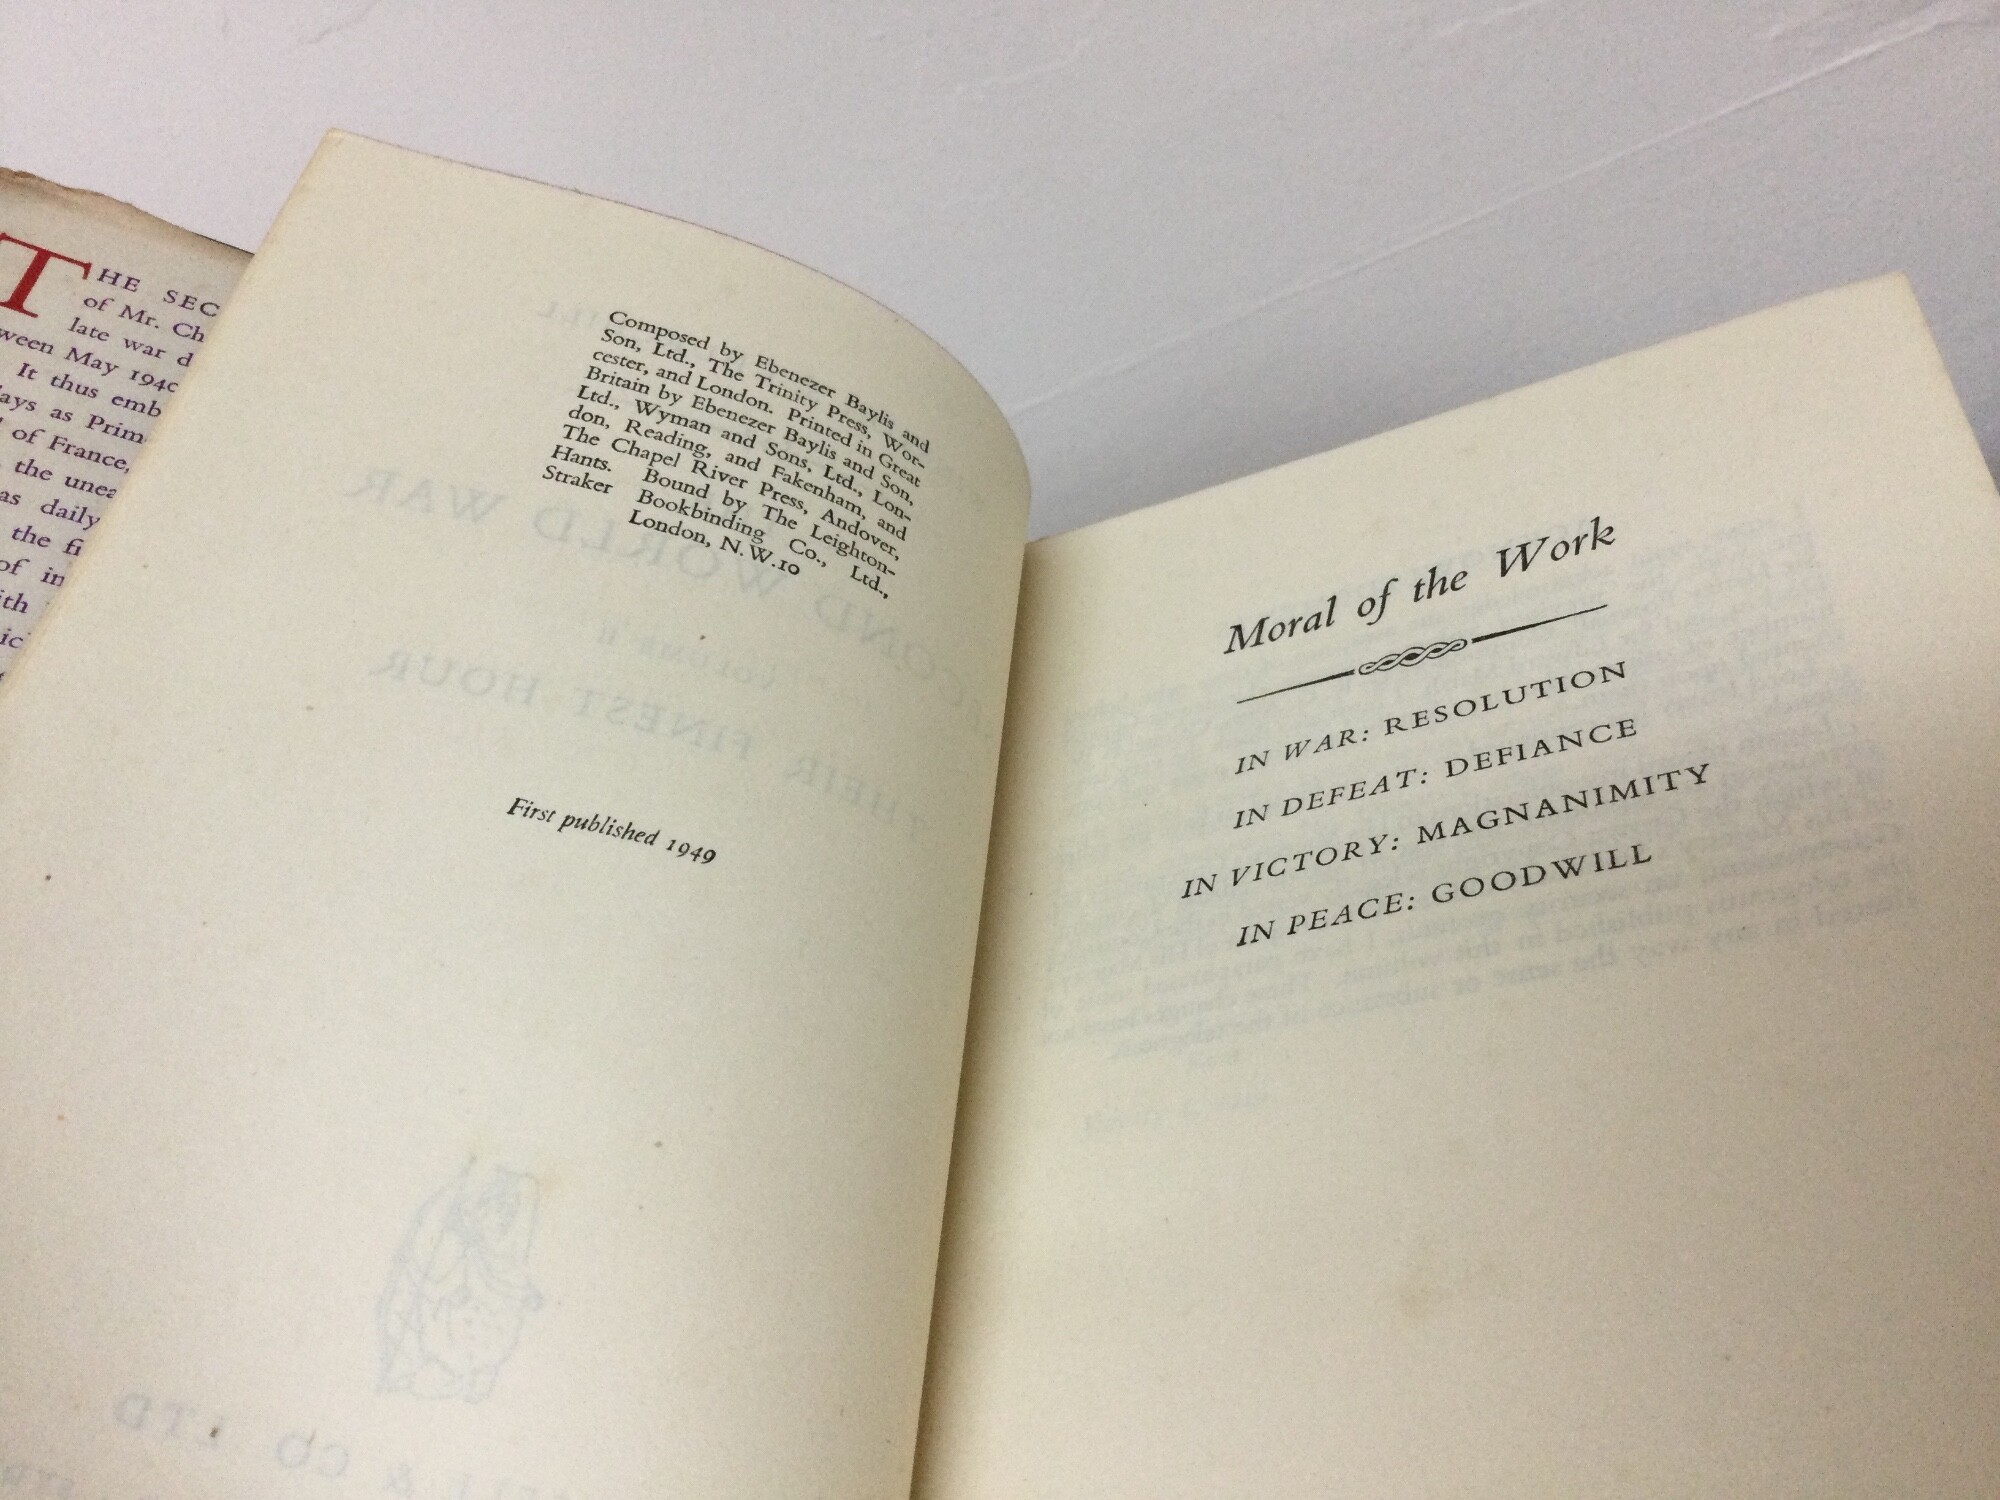 THE SEC
of Mr. Ch
late war d
ween May 1940
It thus emb
ays as Prim
of France,
the unea
as daily
the fi
of in
ith
Composed by Ebenezer Baylis and
Son, Ltd., The Trinity Press, Wor-
cester, and London. Printed in Great
Britain by Ebenezer Baylis and Son,
Ltd., Wyman and Sons, Ltd., Lon-
don, Reading, and Fakenham, and
The Chapel River Press, Andover,
Hants. Bound by The Leighton-
Straker Bookbinding Co., Ltd.,
London, N.W.10
First published 1949
Moral of the Work
IN WAR: RESOLUTION
IN DEFEAT: DEFIANCE
IN VICTORY: MAGNANIMITY
IN PEACE: GOODWILL